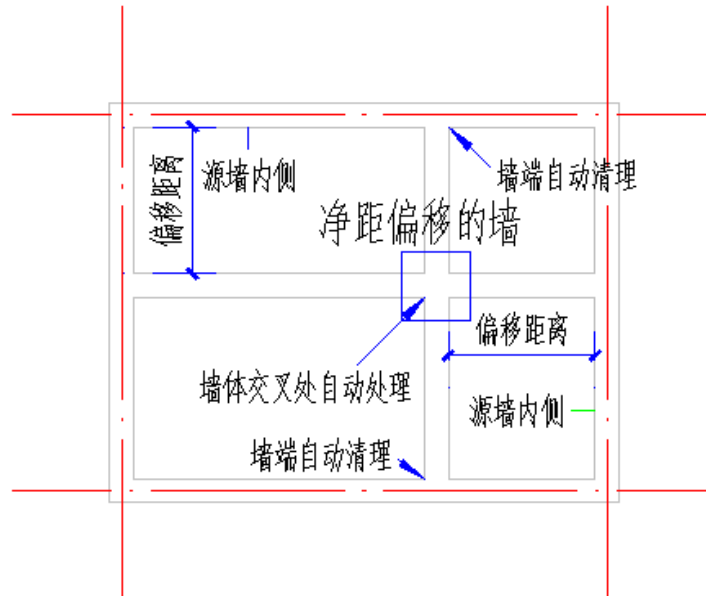 偏移距离
源墙内侧
墙端自动清理
净距偏移的墙
偏移距离
墙体交叉处自动处理
源墙内侧
墙端自动清理